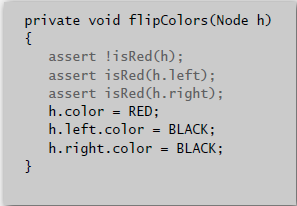 private void flipColors(Node h)
{
assert !isRed(h);
assert isRed(h.left);
assert isRed(h.right);
h.color = RED;
h.left.color = BLACK;
h.right.color = BLACK;
}